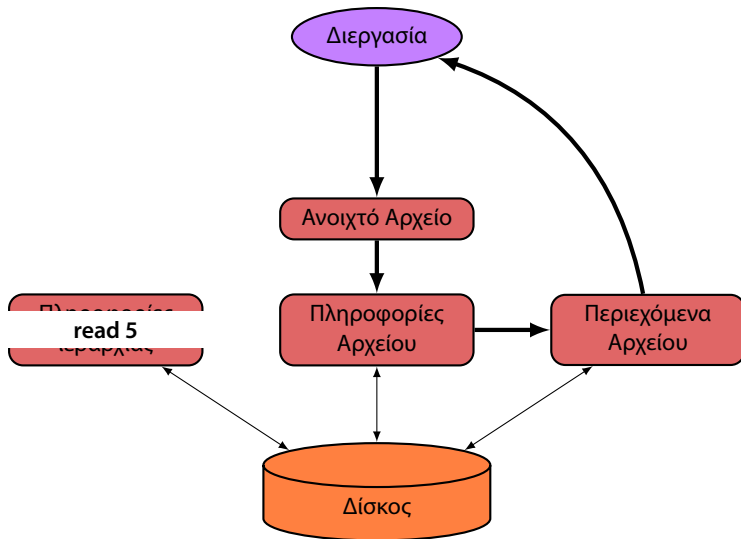 Διεργασία
Ανοιχτό Αρχείο
read 5
Πληροφορίες
Αρχείου
Περιεχόμενα
Αρχείου
Δίσκος